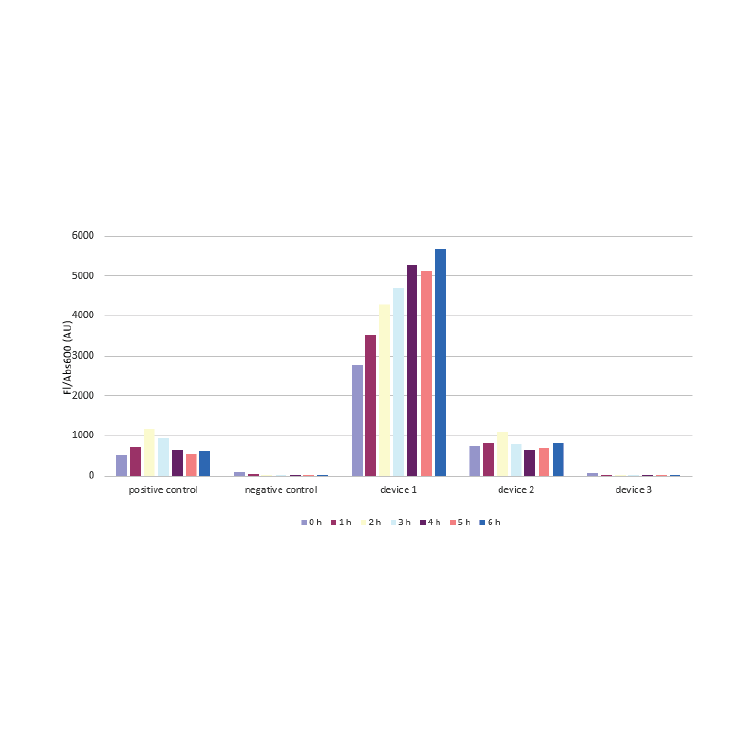 6000
5000
4000
3000
2000
1000
0
Fl/Abs600 (AU)
positive control negative control device 1 device 2 device 3
0 h 1 h 2 h 3 h 4 h 5 h 6 h